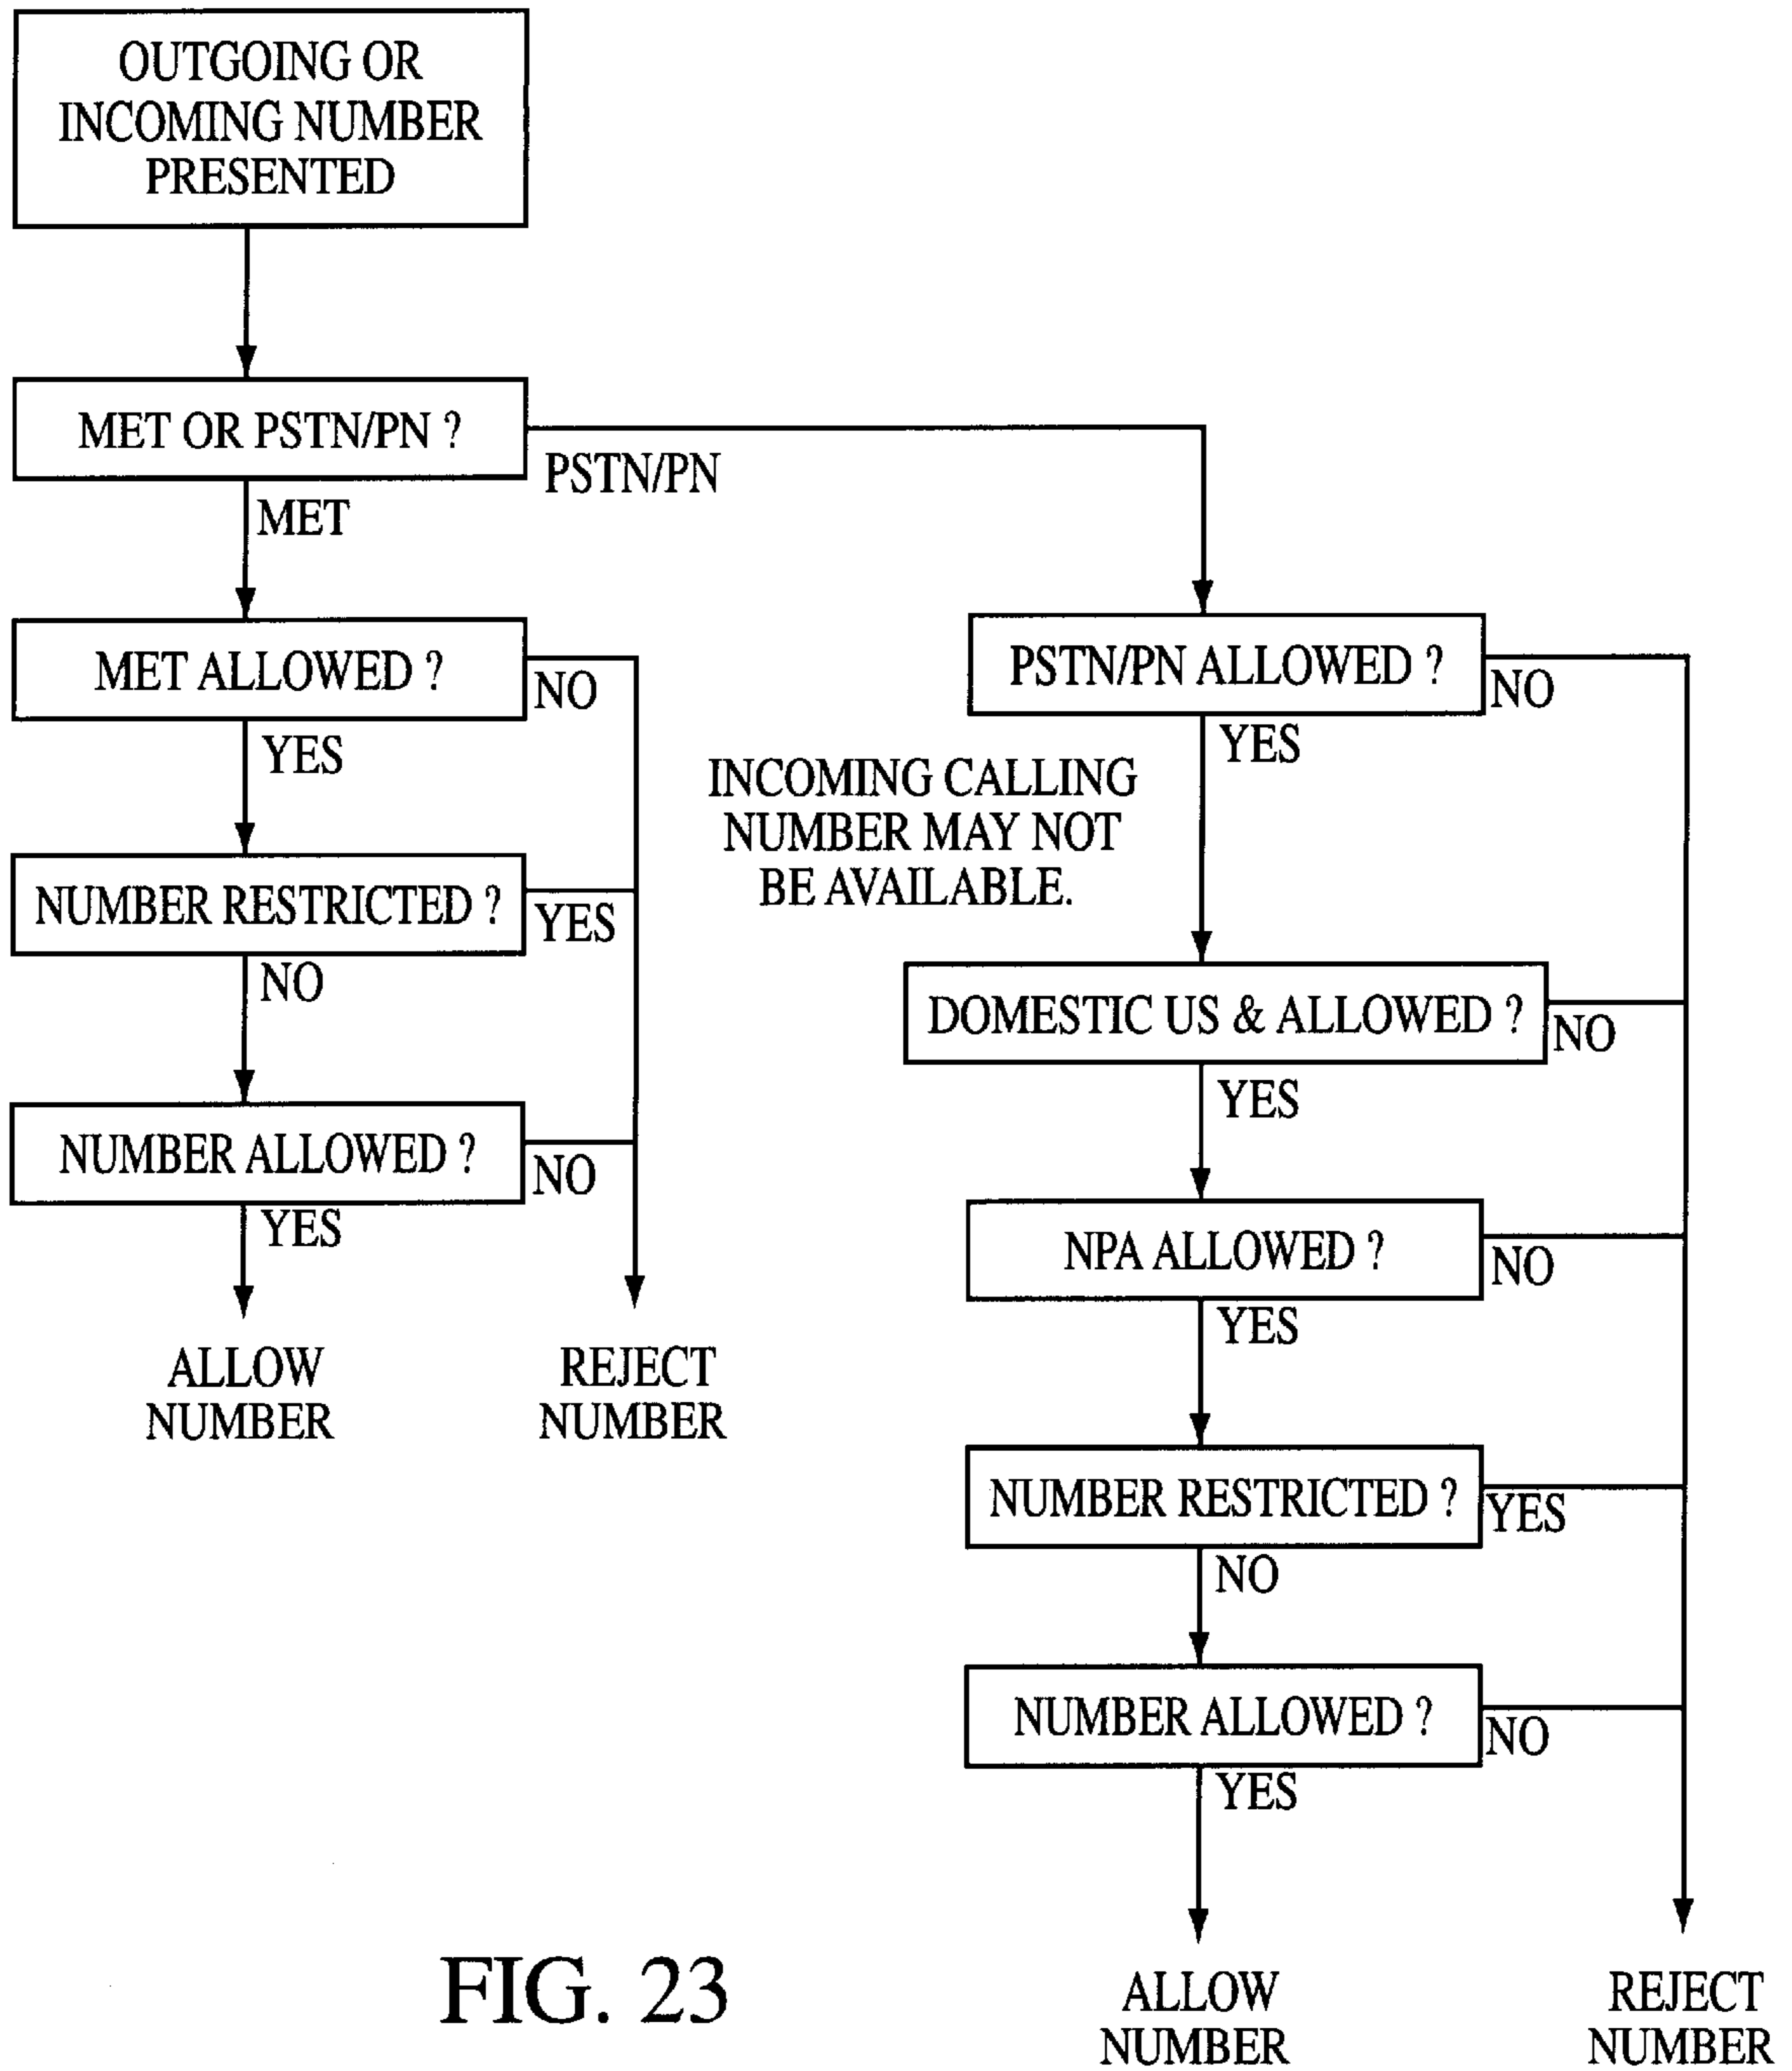 OUTGOING OR
INCOMING NUMBER
PRESENTED
MET OR PSTN/PN ?
PSTN/PN
MET
MET ALLOWED ?
NO
YES
NUMBER RESTRICTED ?
YES
NO
NUMBER ALLOWED ?
NO
YES
ALLOW
NUMBER
REJECT
NUMBER
PSTN/PN ALLOWED ?
NO
YES
INCOMING CALLING
NUMBER MAY NOT
BE AVAILABLE.
DOMESTIC US & ALLOWED ?
NO
YES
NPA ALLOWED ?
NO
YES
NUMBER RESTRICTED ?
YES
NO
NUMBER ALLOWED ?
NO
YES
ALLOW
NUMBER
REJECT
NUMBER
FIG. 23